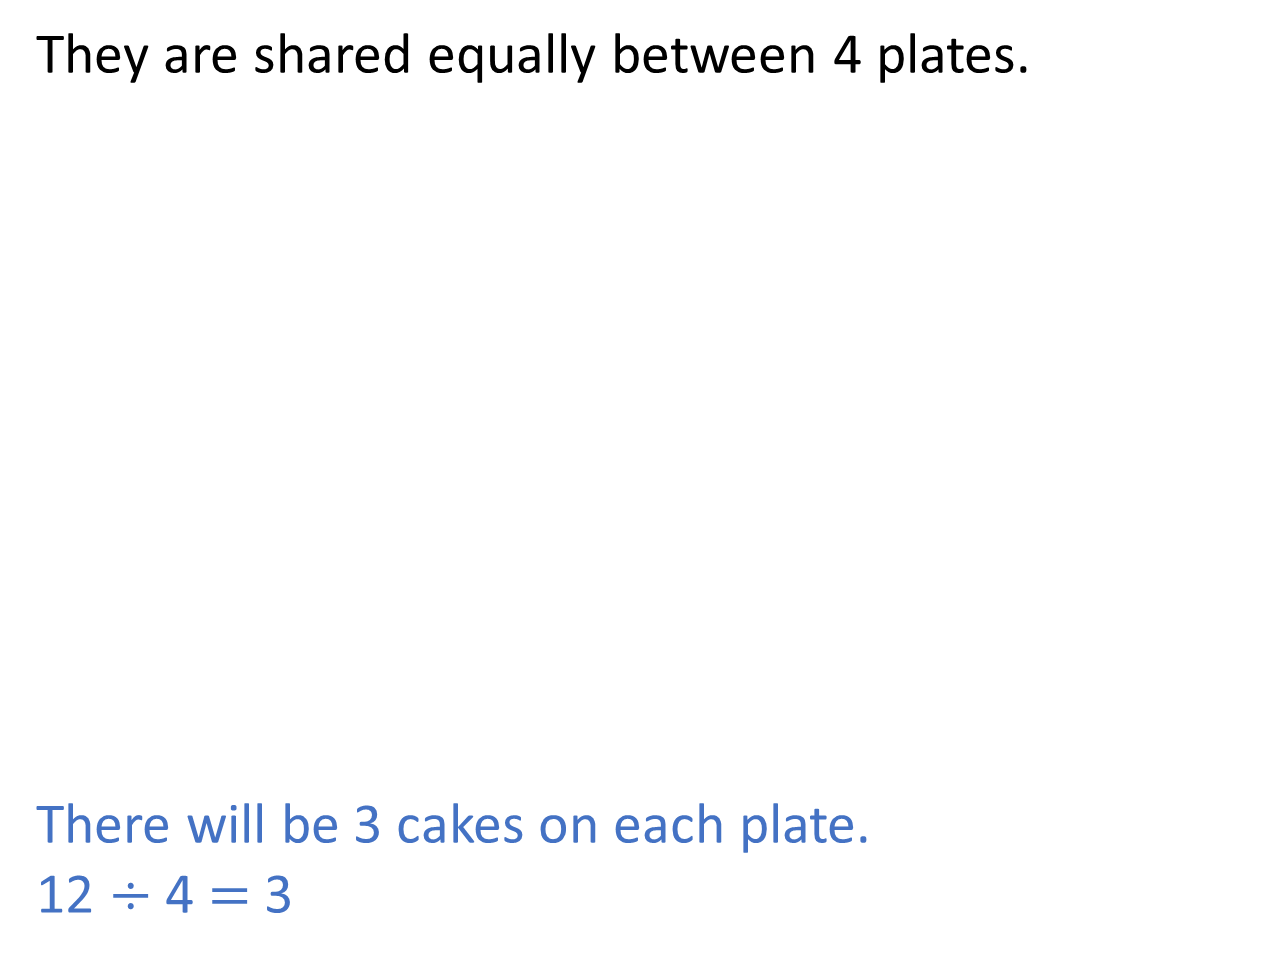 They are shared equally between 4 plates.
There will be 3 cakes on each plate.
12 ÷ 4 = 3